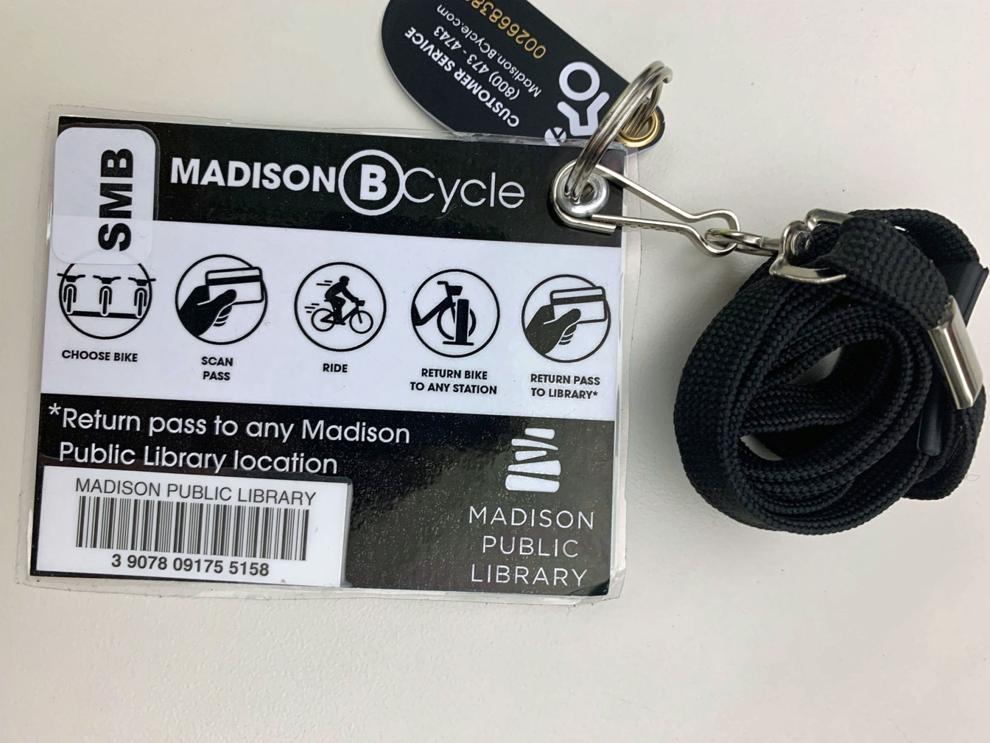 CUSTOMER SERVICE
(800) 473 - 4743
Madison.BCycle.com
SMB
MADISON B Cycle
CHOOSE BIKE
SCAN
PASS
RIDE
RETURN BIKE
TO ANY STATION
RETURN PASS
TO LIBRARY*
*Return pass to any Madison
Public Library location
MADISON PUBLIC LIBRARY
3 9078 09175 5158
MADISON
PUBLIC
LIBRARY